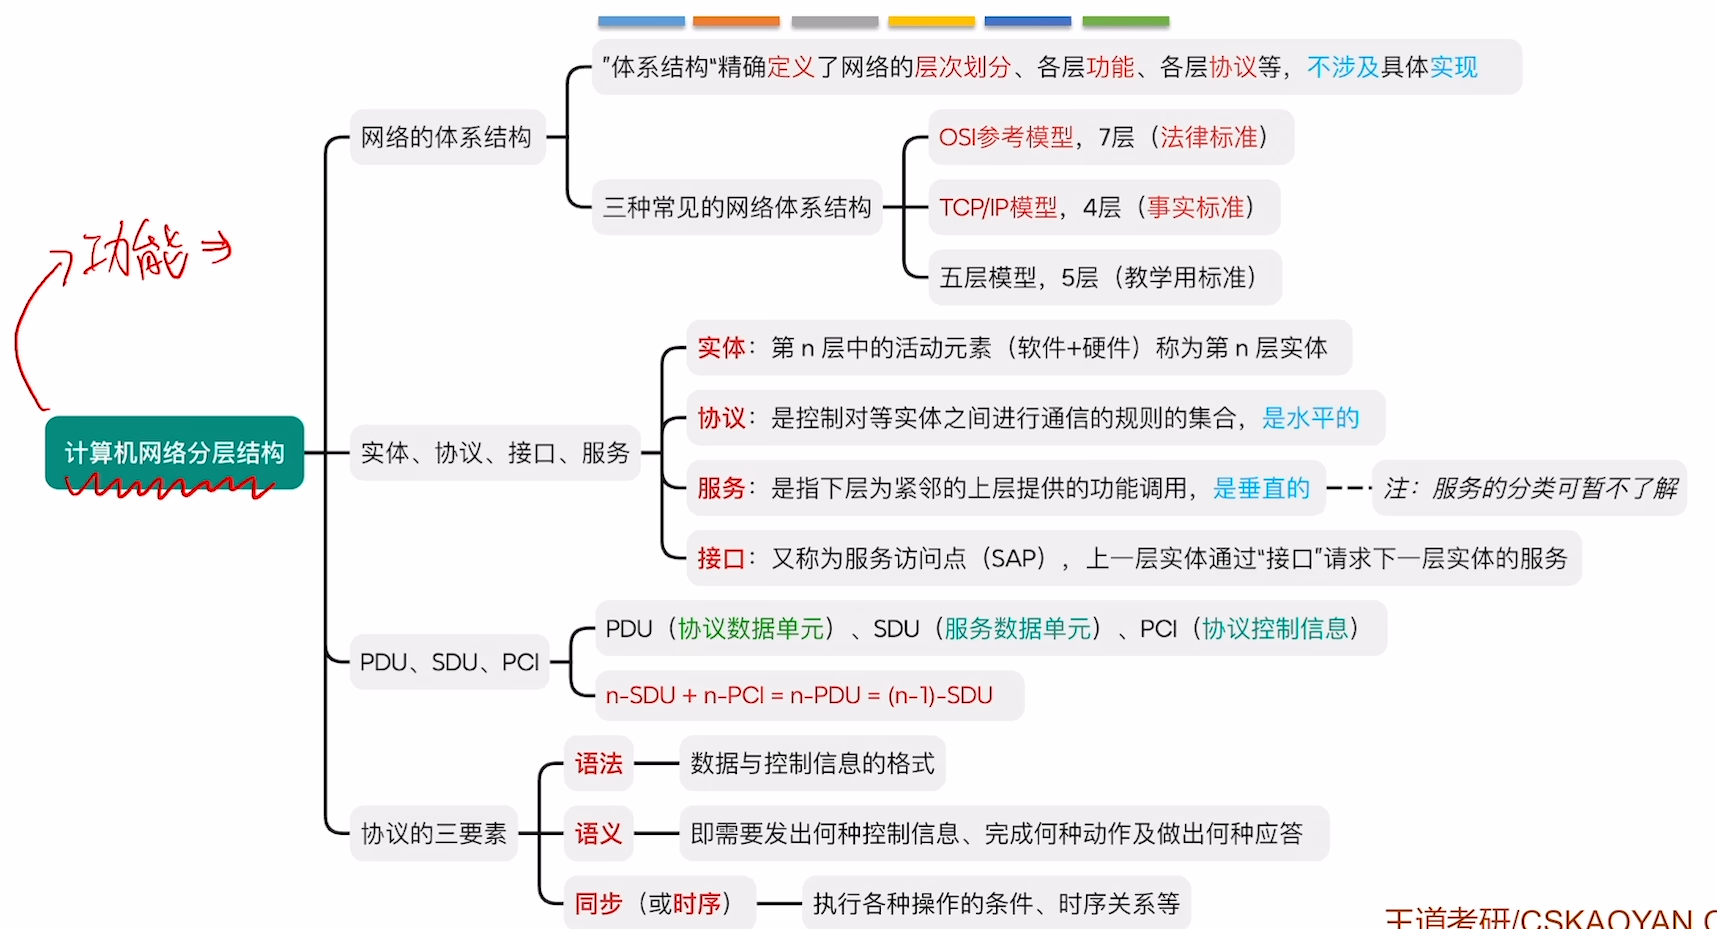 "体系结构"精确定义了网络的层次划分、各层功能、各层协议等，不涉及具体实现
网络的体系结构
OSI参考模型，7层（法律标准）
三种常见的网络体系结构
TCP/IP模型，4层（事实标准）
五层模型，5层（教学用标准）
功能
计算机网络分层结构
实体、协议、接口、服务
实体：第 n 层中的活动元素（软件+硬件）称为第 n 层实体
协议：是控制对等实体之间进行通信的规则的集合，是水平的
服务：是指下层为紧邻的上层提供的功能调用，是垂直的
注：服务的分类可暂不了解
接口：又称为服务访问点（SAP），上一层实体通过“接口”请求下一层实体的服务
PDU、SDU、PCI
PDU（协议数据单元）、SDU（服务数据单元）、PCI（协议控制信息）
n-SDU + n-PCI = n-PDU = (n-1)-SDU
协议的三要素
语法
数据与控制信息的格式
语义
即需要发出何种控制信息、完成何种动作及做出何种应答
同步（或时序）
执行各种操作的条件、时序关系等
王道考研/CSKAOYAN.